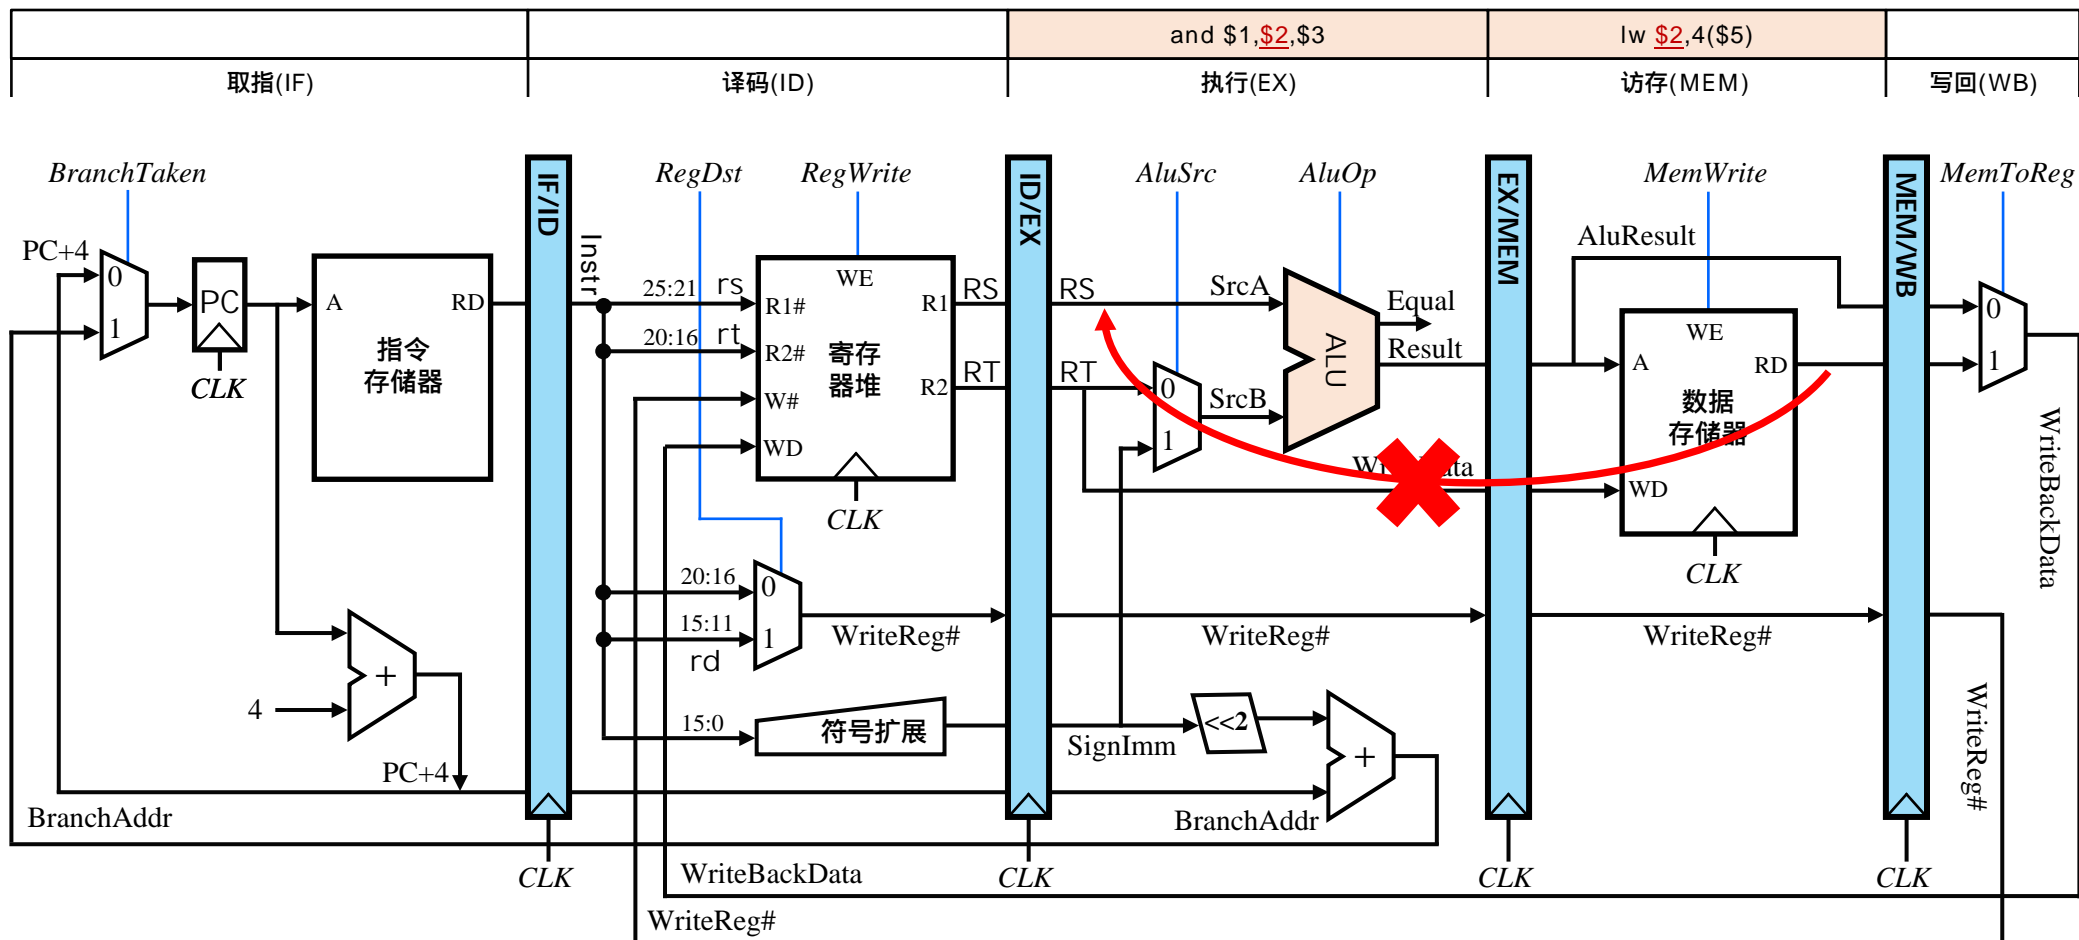 and $1,$2,$3
lw $2,4($5)
取指(IF)
译码(ID)
执行(EX)
访存(MEM)
写回(WB)
BranchTaken
RegDst
RegWrite
AluSrc
AluOp
MemWrite
MemToReg
IF/ID
ID/EX
EX/MEM
MEM/WB
PC+4
0
1
PC
CLK
A
RD
指令
存储器
Instr
25:21 rs
20:16 rt
WE
R1#
R2#
W#
WD
R1
R2
寄存
器堆
CLK
RS
RT
RS
RT
SrcA
SrcB
0
1
ALU
Equal
Result
AluResult
WE
A
RD
数据
存储器
WD
CLK
0
1
WriteBackData
20:16
15:11
rd
0
1
WriteReg#
WriteReg#
WriteReg#
WriteReg#
4
+
PC+4
15:0
符号扩展
SignImm
<<2
+
BranchAddr
BranchAddr
CLK
CLK
CLK
CLK
WriteBackData
WriteReg#